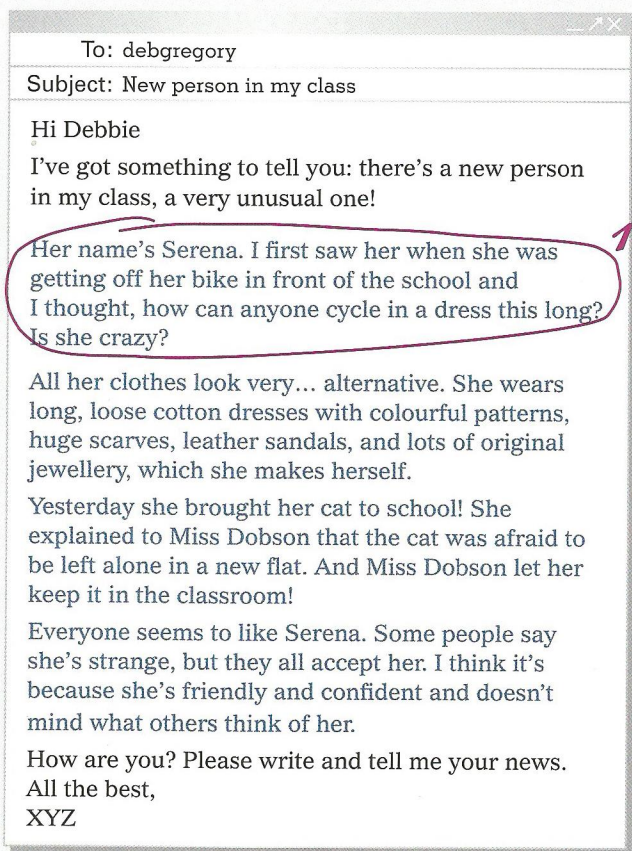 To: debgregory
Subject: New person in my class
Hi Debbie
I've got something to tell you: there's a new person
in my class, a very unusual one!
1
Her name's Serena. I first saw her when she was
getting off her bike in front of the school and
I thought, how can anyone cycle in a dress this long?
Is she crazy?
All her clothes look very... alternative. She wears
long, loose cotton dresses with colourful patterns,
huge scarves, leather sandals, and lots of original
jewellery, which she makes herself.
Yesterday she brought her cat to school! She
explained to Miss Dobson that the cat was afraid to
be left alone in a new flat. And Miss Dobson let her
keep it in the classroom!
Everyone seems to like Serena. Some people say
she's strange, but they all accept her. I think it's
because she's friendly and confident and doesn't
mind what others think of her.
How are you? Please write and tell me your news.
All the best,
XYZ